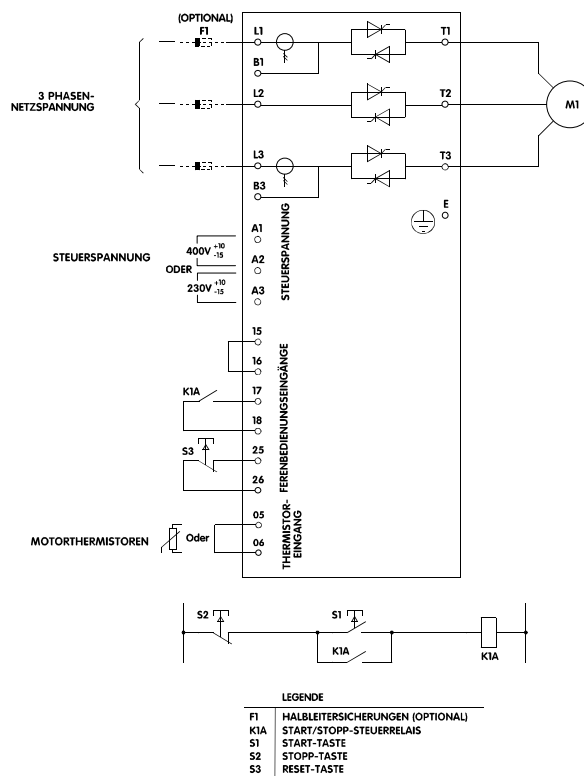 (OPTIONAL)
F1
L1
T1
B1
3 PHASEN-
NETZSPANNUNG
L2
T2
M1
L3
T3
B3
E
STEUERSPANNUNG
A1
400V +10 -15
A2
ODER
230V +10 -15
A3
STEUERSPANNUNG
15
16
K1A
17
18
S3
25
26
FERENBEDIENUNGSEINGÄNGE
MOTORTHERMISTOREN
Oder
05
06
THERMISTOR-
EINGANG
S2
S1
K1A
K1A
LEGENDE
F1 HALBLEITERSICHERUNGEN (OPTIONAL)
K1A START/STOPP-STEUERRELAIS
S1 START-TASTE
S2 STOPP-TASTE
S3 RESET-TASTE